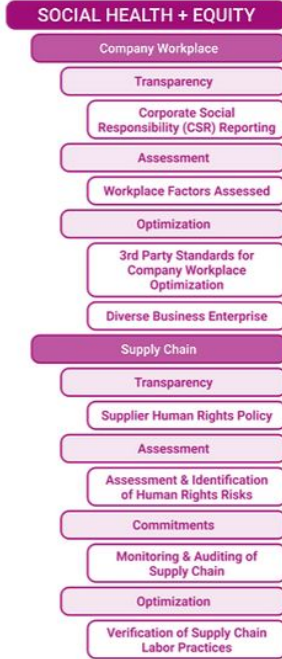 SOCIAL HEALTH + EQUITY
Company Workplace
Transparency
Corporate Social
Responsibility (CSR) Reporting
Assessment
Workplace Factors Assessed
Optimization
3rd Party Standards for
Company Workplace
Optimization
Diverse Business Enterprise
Supply Chain
Transparency
Supplier Human Rights Policy
Assessment
Assessment & Identification
of Human Rights Risks
Commitments
Monitoring & Auditing of
Supply Chain
Optimization
Verification of Supply Chain
Labor Practices